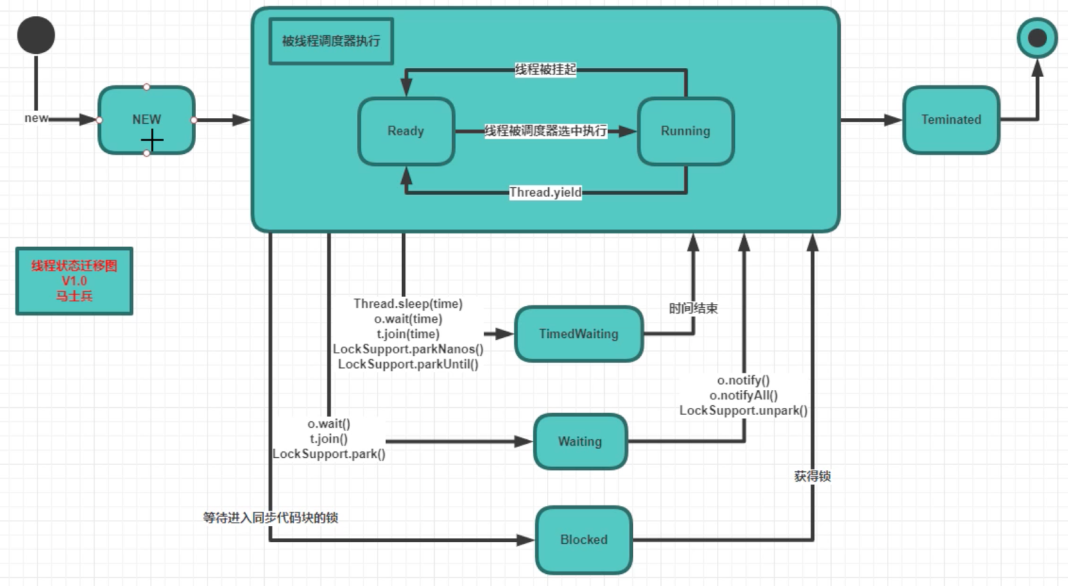 被线程调度器执行
线程被挂起
new
NEW
Ready
线程被调度器选中执行
Running
Teminated
Thread.yield
线程状态迁移图
V1.0
马士兵
Thread.sleep(time)
o.wait(time)
t.join(time)
LockSupport.parkNanos()
LockSupport.parkUntil()
TimedWaiting
时间结束
o.notify()
o.notifyAll()
LockSupport.unpark()
o.wait()
t.join()
LockSupport.park()
Waiting
获得锁
等待进入同步代码块的锁
Blocked